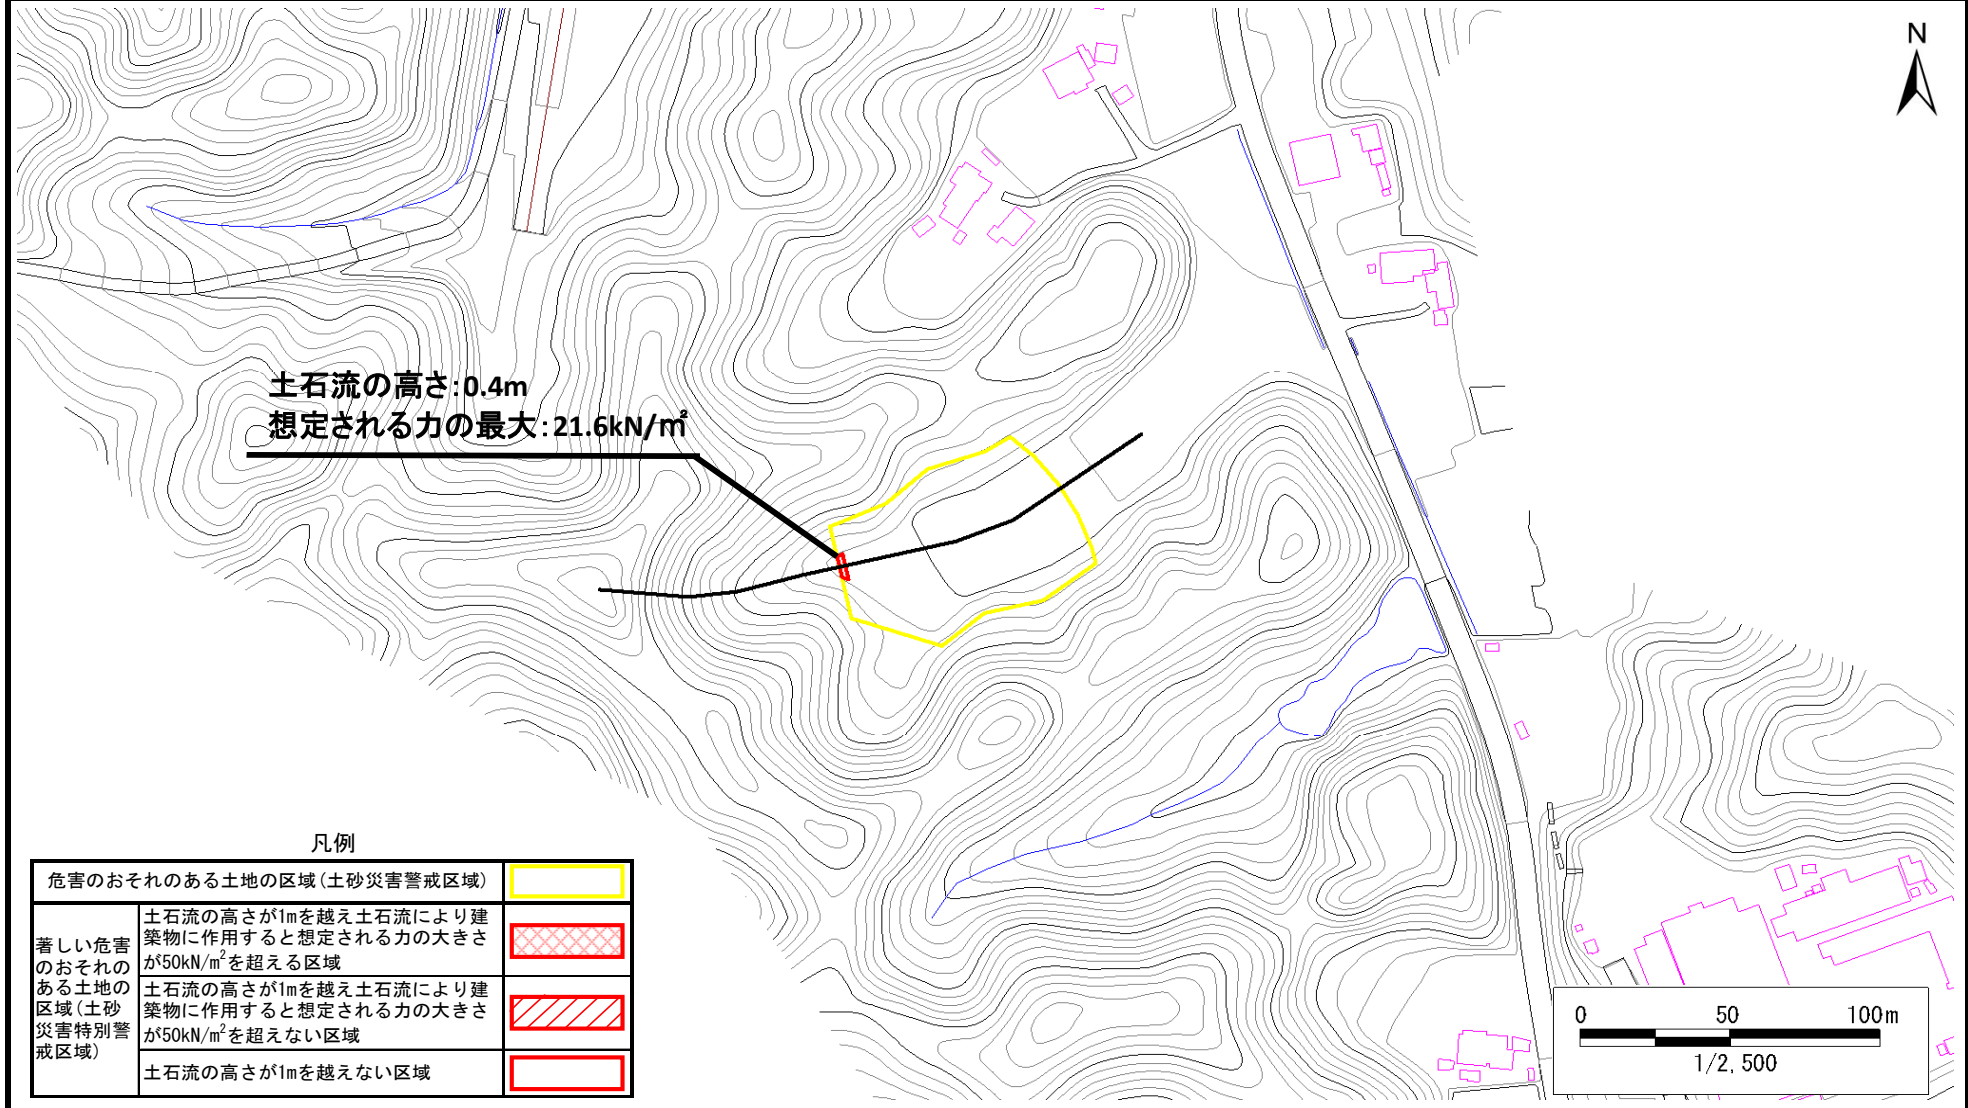 N
土石流の高さ:0.4m
想定される力の最大:21.6kN/㎡
凡例
危害のおそれのある土地の区域(土砂災害警戒区域)
著しい危害
のおそれの
ある土地の
区域(土砂
災害特別警
戒区域)
土石流の高さが1mを越え土石流により建
築物に作用すると想定される力の大きさ
が50kN/m²を超える区域
土石流の高さが1mを越え土石流により建
築物に作用すると想定される力の大きさ
が50kN/m²を超えない区域
土石流の高さが1mを越えない区域
0 50 100m
1/2,500